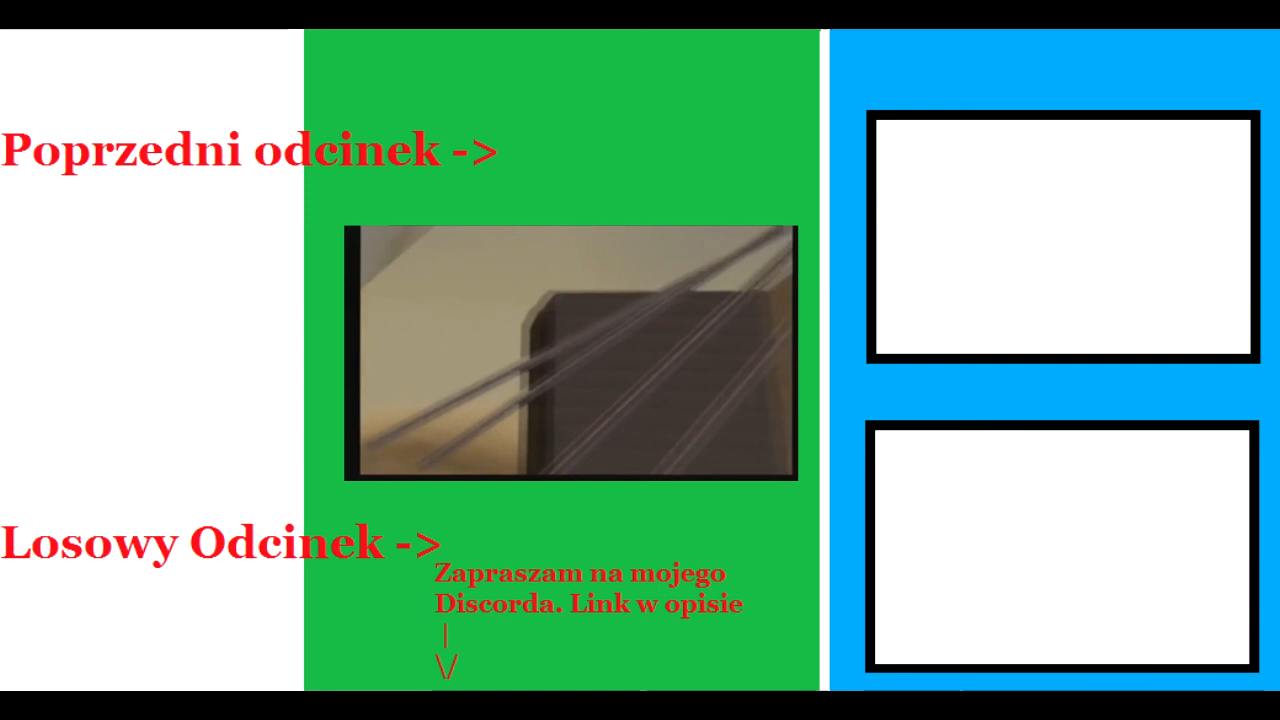 Poprzedni odcinek ->
Losowy Odcinek ->
Zapraszam na mojego
Discorda. Link w opisie
|
\/